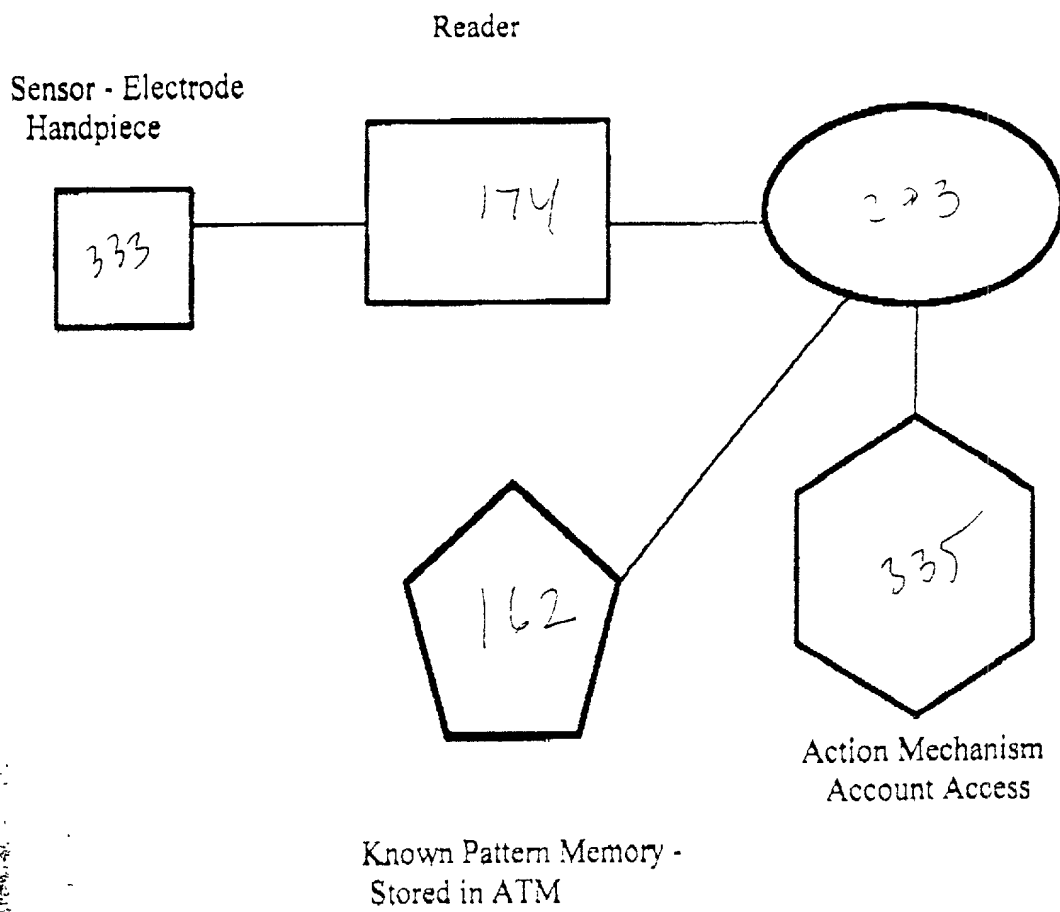 Reader
Sensor - Electrode
Handpiece
174
333
335
162
Action Mechanism
Account Access
Known Pattern Memory -
Stored in ATM